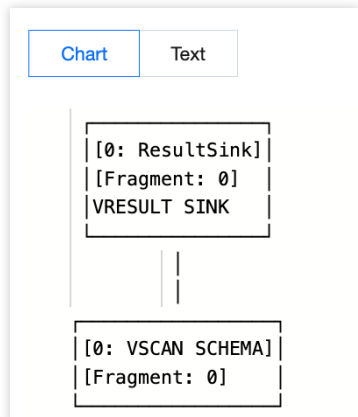 Chart Text
[0: ResultSink]
[Fragment: 0]
VRESULT SINK
[0: VSCAN SCHEMA]
[Fragment: 0]